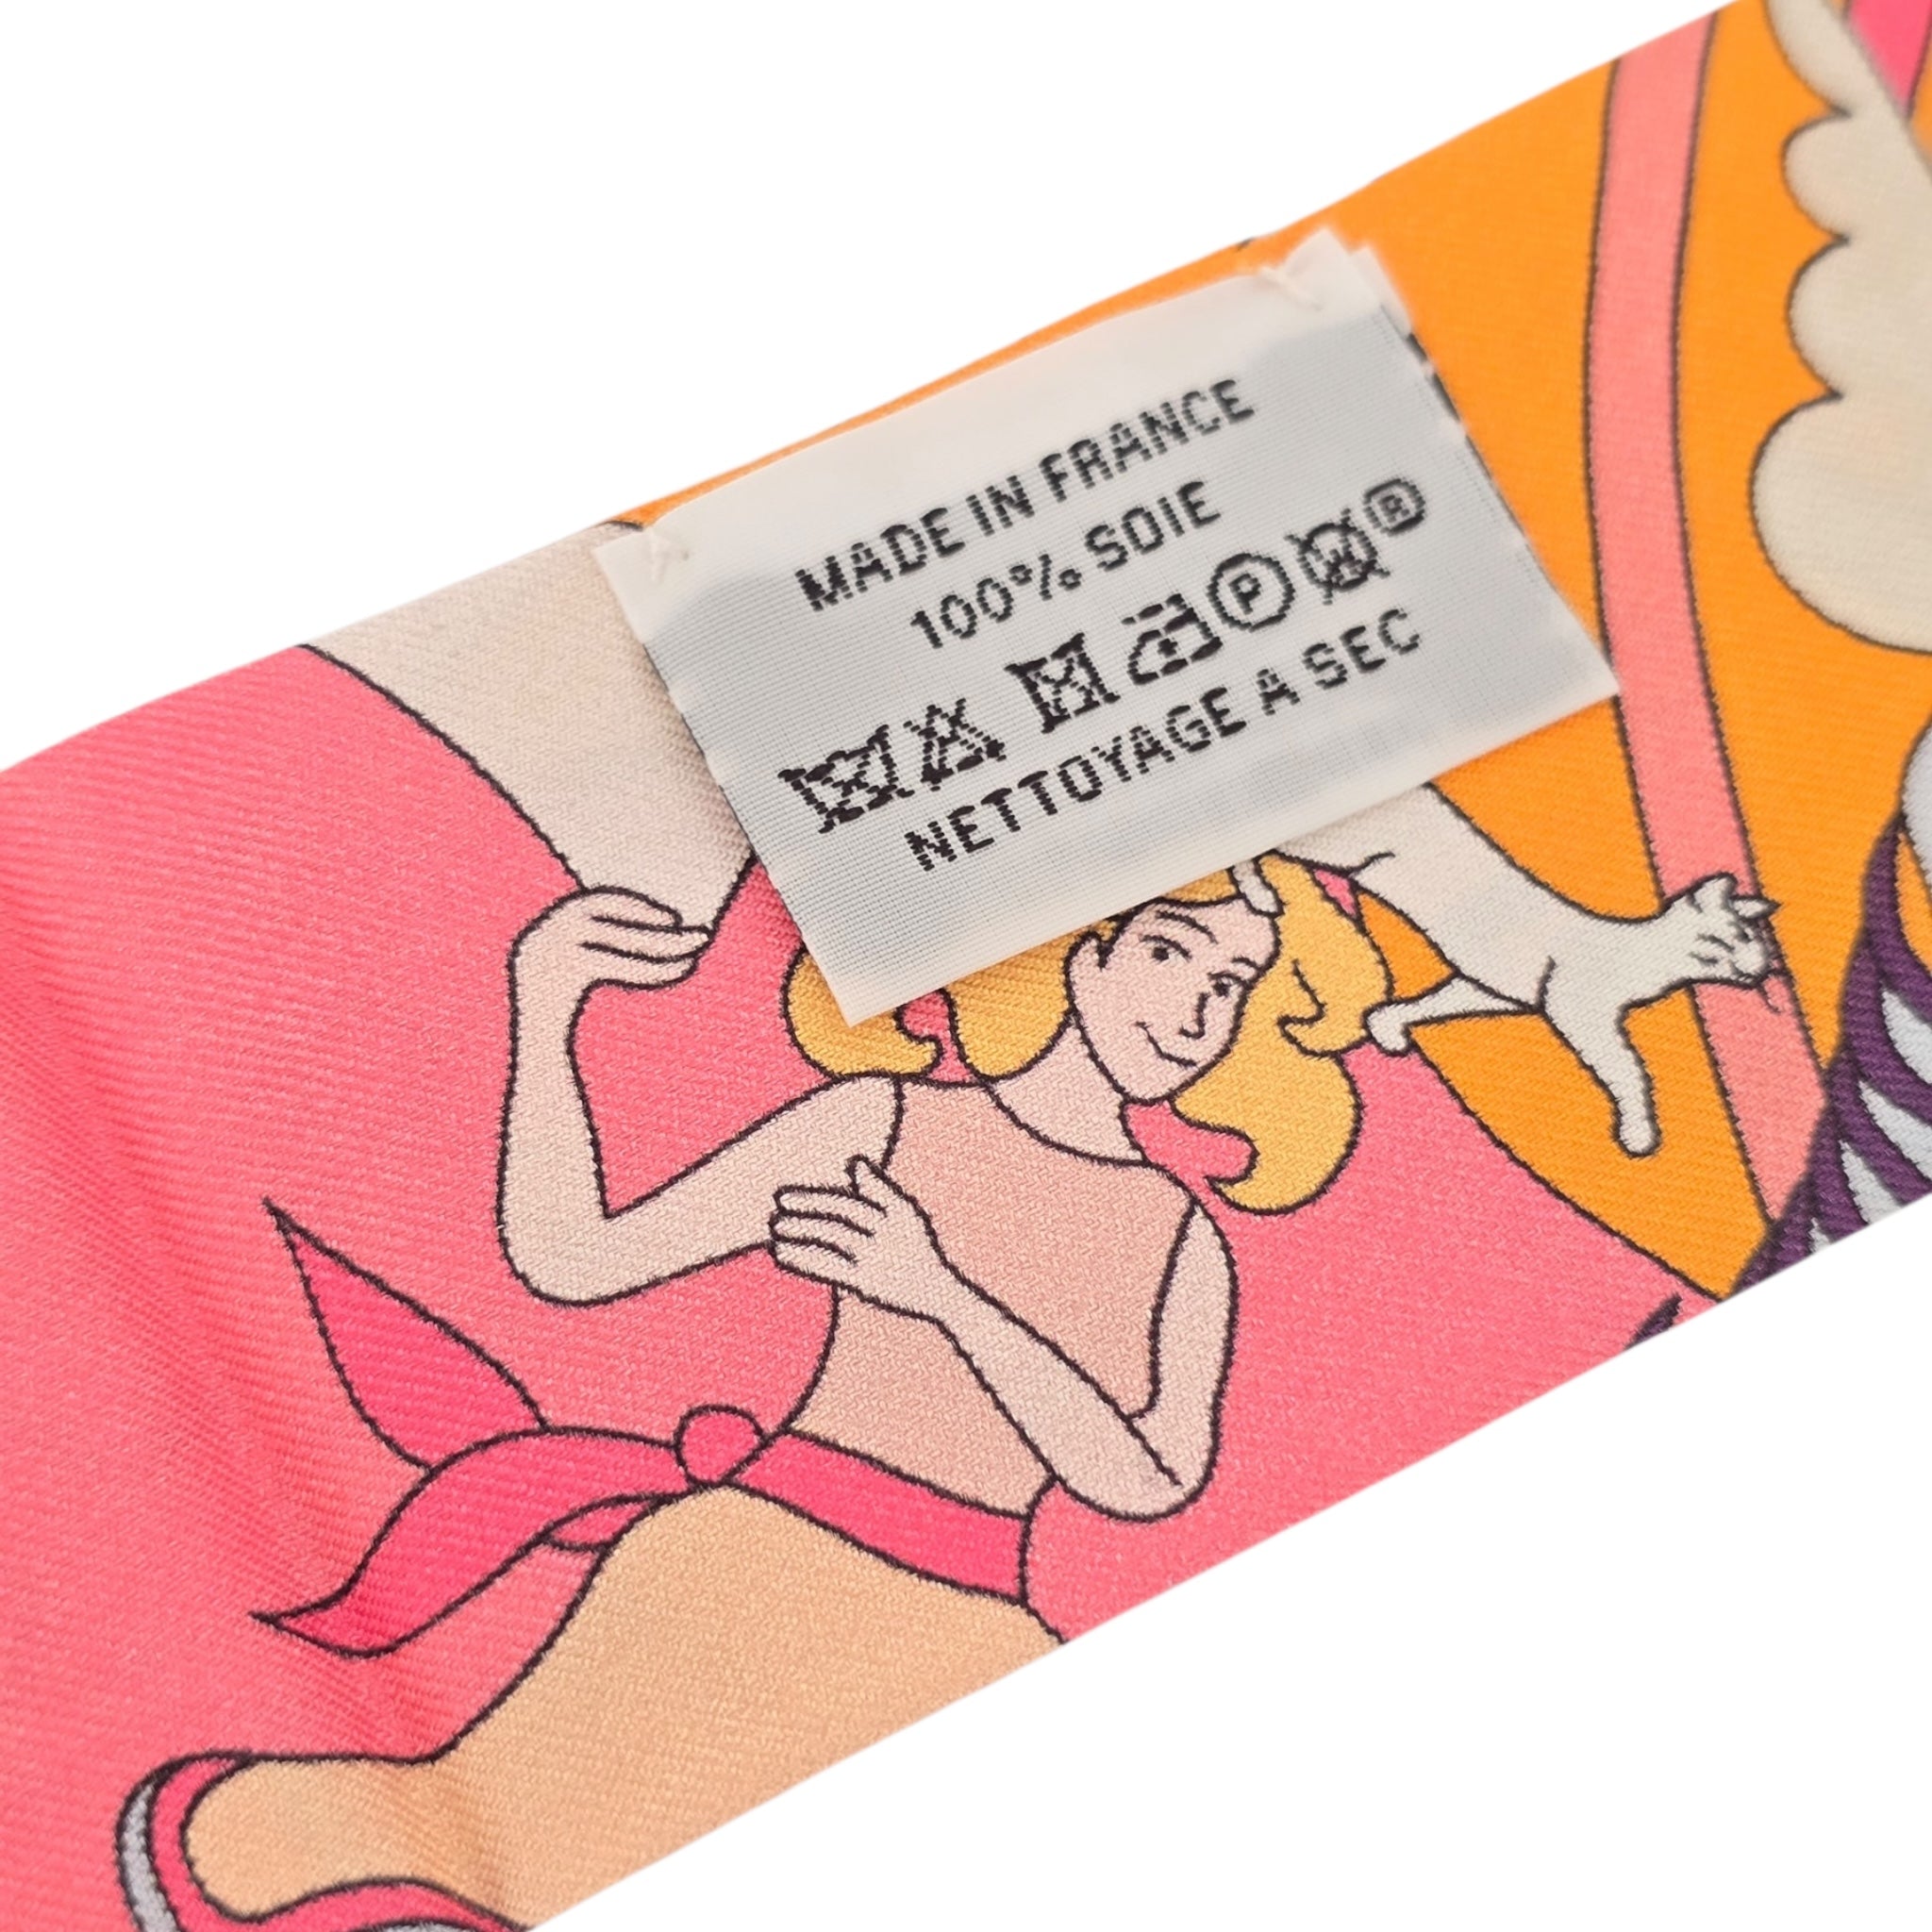 MADE IN FRANCE
100% SOIE
P W ®
NETTOYAGE A SEC